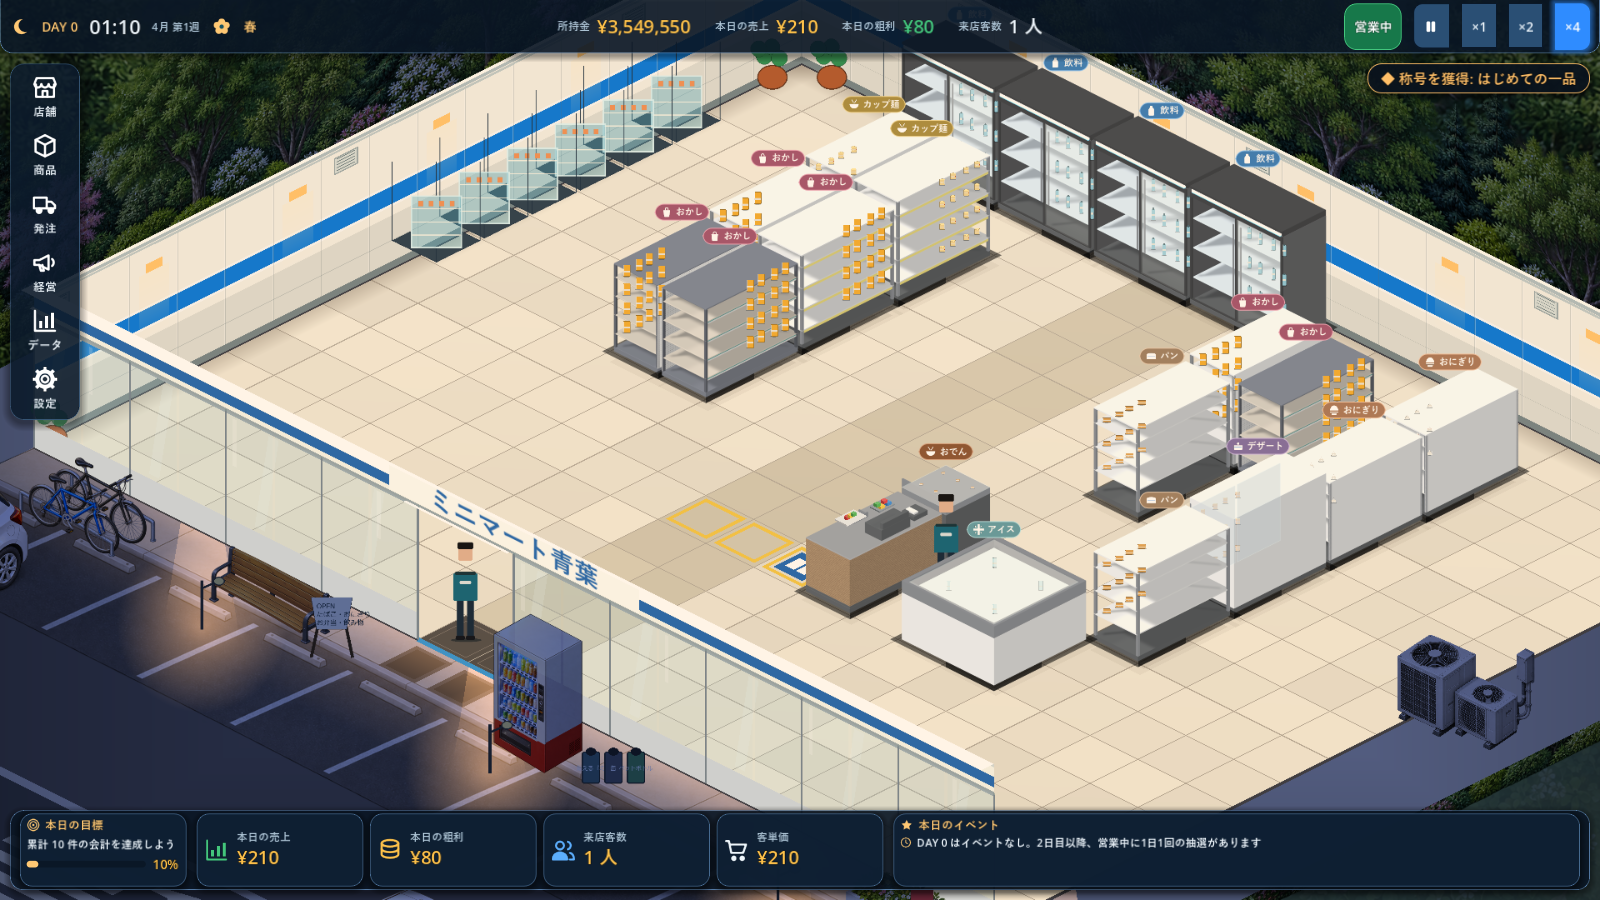 DAY 0 01:10 4月 第1週 春
所持金 ¥3,549,550 本日の売上 ¥210 本日の粗利 ¥80 来店客数 1 人
営業中 ×1 ×2 ×4
◆ 称号を獲得: はじめての一品
店舗
商品
発注
経営
データ
設定
飲料
飲料
飲料
カップ麺
カップ麺
おかし
おかし
おかし
おかし
おかし
おかし
パン
おにぎり
おにぎり
デザート
パン
おでん
アイス
ミニマート青葉
OPEN
本日の目標
累計 10 件の会計を達成しよう
10%
本日の売上
¥210
本日の粗利
¥80
来店客数
1 人
客単価
¥210
本日のイベント
DAY 0 はイベントなし。2日目以降、営業中に1日1回の抽選があります